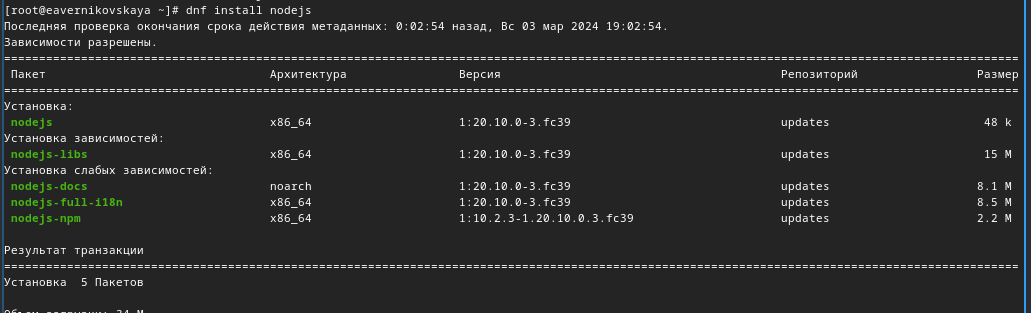 [root@eavernikovskaya ~]# dnf install nodejs
Последняя проверка окончания срока действия метаданных: 0:02:54 назад, Вс 03 мар 2024 19:02:54.
Зависимости разрешены.
================================================================================
Пакет Архитектура Версия Репозиторий Размер
================================================================================
Установка:
nodejs x86_64 1:20.10.0-3.fc39 updates 48 k
Установка зависимостей:
nodejs-libs x86_64 1:20.10.0-3.fc39 updates 15 M
Установка слабых зависимостей:
nodejs-docs noarch 1:20.10.0-3.fc39 updates 8.1 M
nodejs-full-i18n x86_64 1:20.10.0-3.fc39 updates 8.5 M
nodejs-npm x86_64 1:10.2.3-1.20.10.0.3.fc39 updates 2.2 M
Результат транзакции
================================================================================
Установка 5 Пакетов